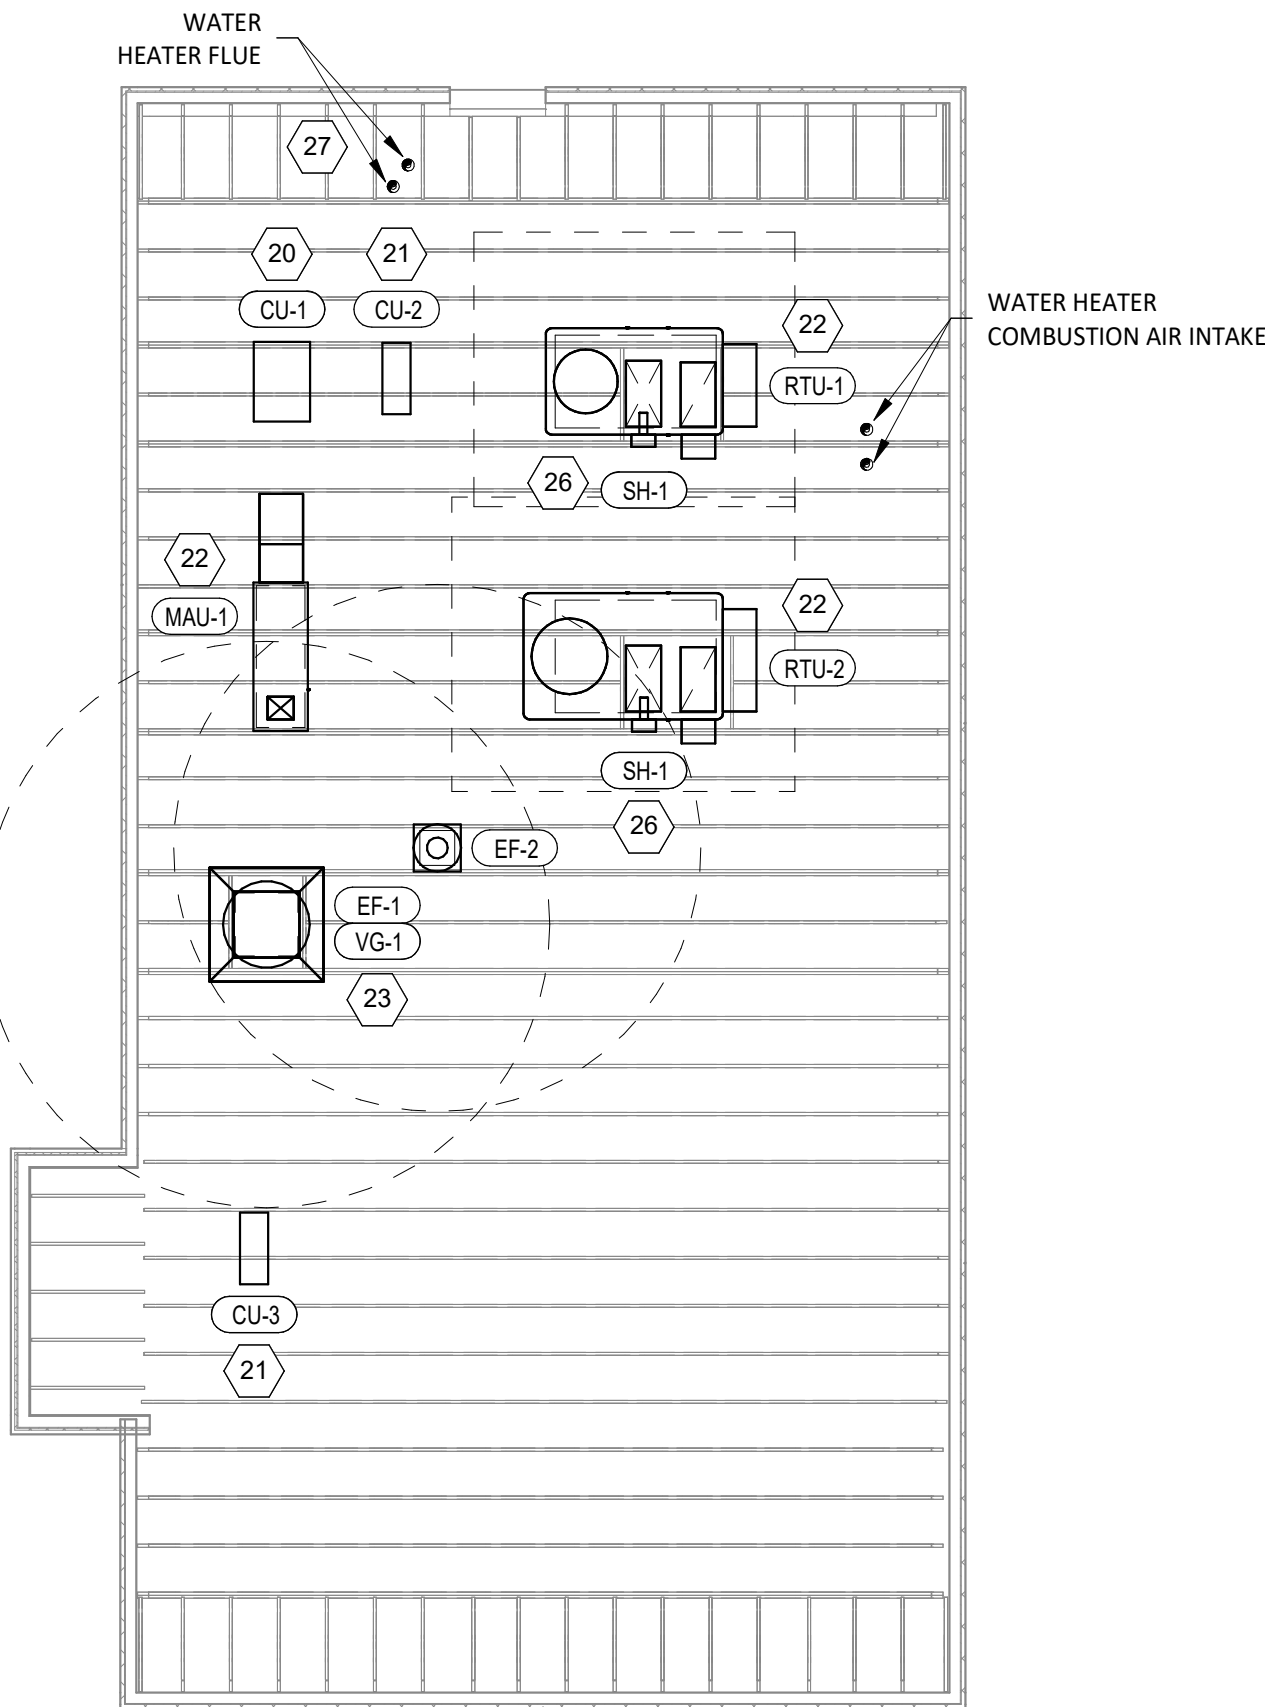 WATER
HEATER FLUE
27
20
21
CU-1
CU-2
WATER HEATER
COMBUSTION AIR INTAKE
22
RTU-1
26
SH-1
22
MAU-1
22
RTU-2
SH-1
26
EF-2
EF-1
VG-1
23
CU-3
21